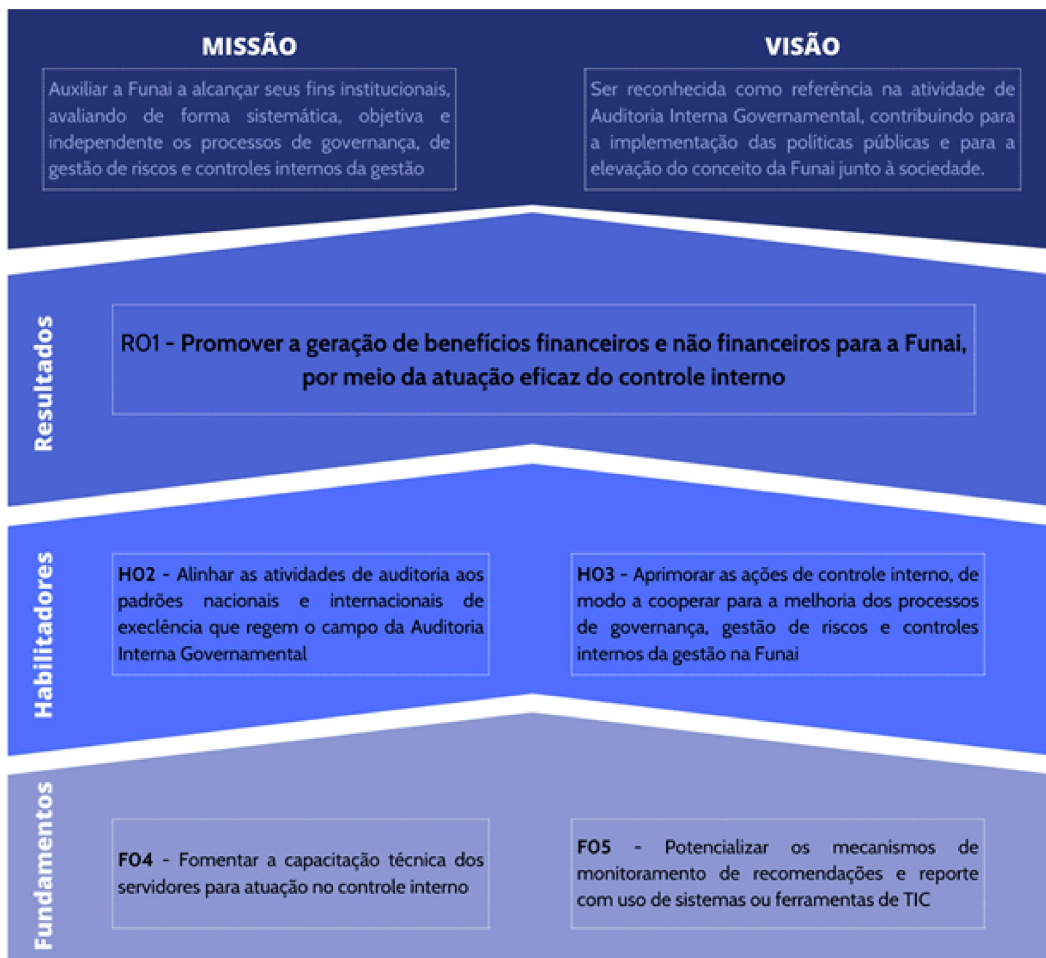 MISSÃO
Auxiliar a Funai a alcançar seus fins institucionais,
avaliando de forma sistemática, objetiva e
independente os processos de governança, de
gestão de riscos e controles internos da gestão
VISÃO
Ser reconhecida como referência na atividade de
Auditoria Interna Governamental, contribuindo para
a implementação das políticas públicas e para a
elevação do conceito da Funai junto à sociedade.
Resultados
RO1 - Promover a geração de benefícios financeiros e não financeiros para a Funai,
por meio da atuação eficaz do controle interno
Habilitadores
HO2 - Alinhar as atividades de auditoria aos
padrões nacionais e internacionais de
execlência que regem o campo da Auditoria
Interna Governamental
HO3 - Aprimorar as ações de controle interno, de
modo a cooperar para a melhoria dos processos
de governança, gestão de riscos e controles
internos da gestão na Funai
Fundamentos
FO4 - Fomentar a capacitação técnica dos
servidores para atuação no controle interno
FO5 - Potencializar os mecanismos de
monitoramento de recomendações e reporte
com uso de sistemas ou ferramentas de TIC